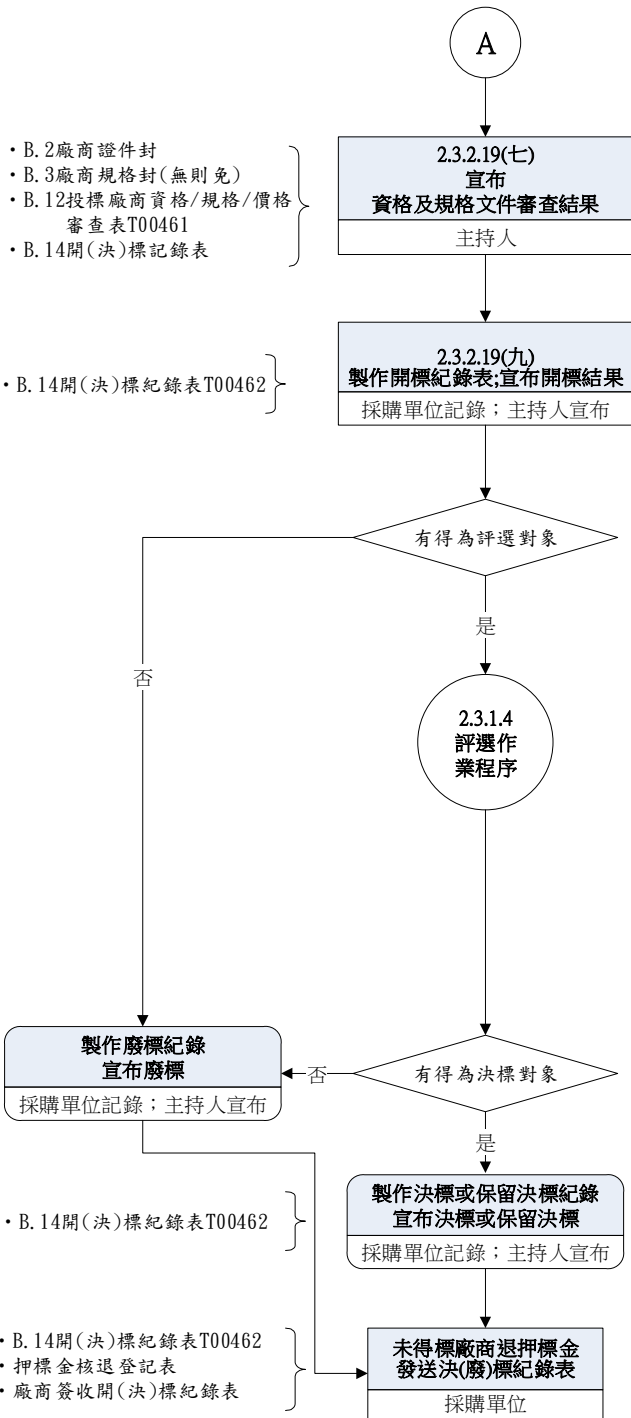 A
・B.2廠商證件封
・B.3廠商規格封(無則免)
・B.12投標廠商資格/規格/價格
審查表T00461
・B.14開(決)標記錄表
2.3.2.19(七)
宣布
資格及規格文件審查結果
主持人
・B.14開(決)標紀錄表T00462
2.3.2.19(九)
製作開標紀錄表;宣布開標結果
採購單位記錄；主持人宣布
有得為評選對象
是
否
2.3.1.4
評選作
業程序
製作廢標紀錄
宣布廢標
採購單位記錄；主持人宣布
否
有得為決標對象
是
・B.14開(決)標紀錄表T00462
製作決標或保留決標紀錄
宣布決標或保留決標
採購單位記錄；主持人宣布
・B.14開(決)標紀錄表T00462
・押標金核退登記表
・廠商簽收開(決)標紀錄表
未得標廠商退押標金
發送決(廢)標紀錄表
採購單位